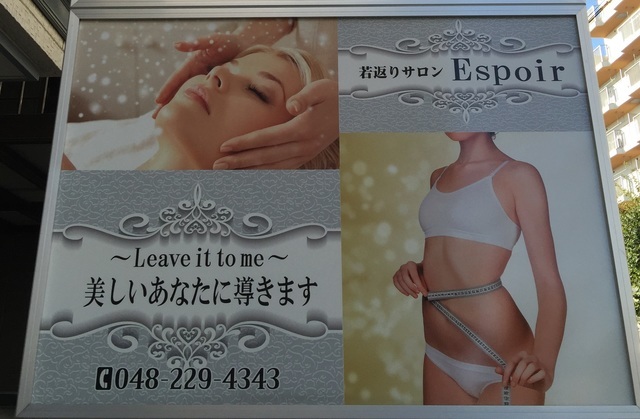 若返りサロン Espoir
～Leave it to me～
美しいあなたに導きます
048-229-4343